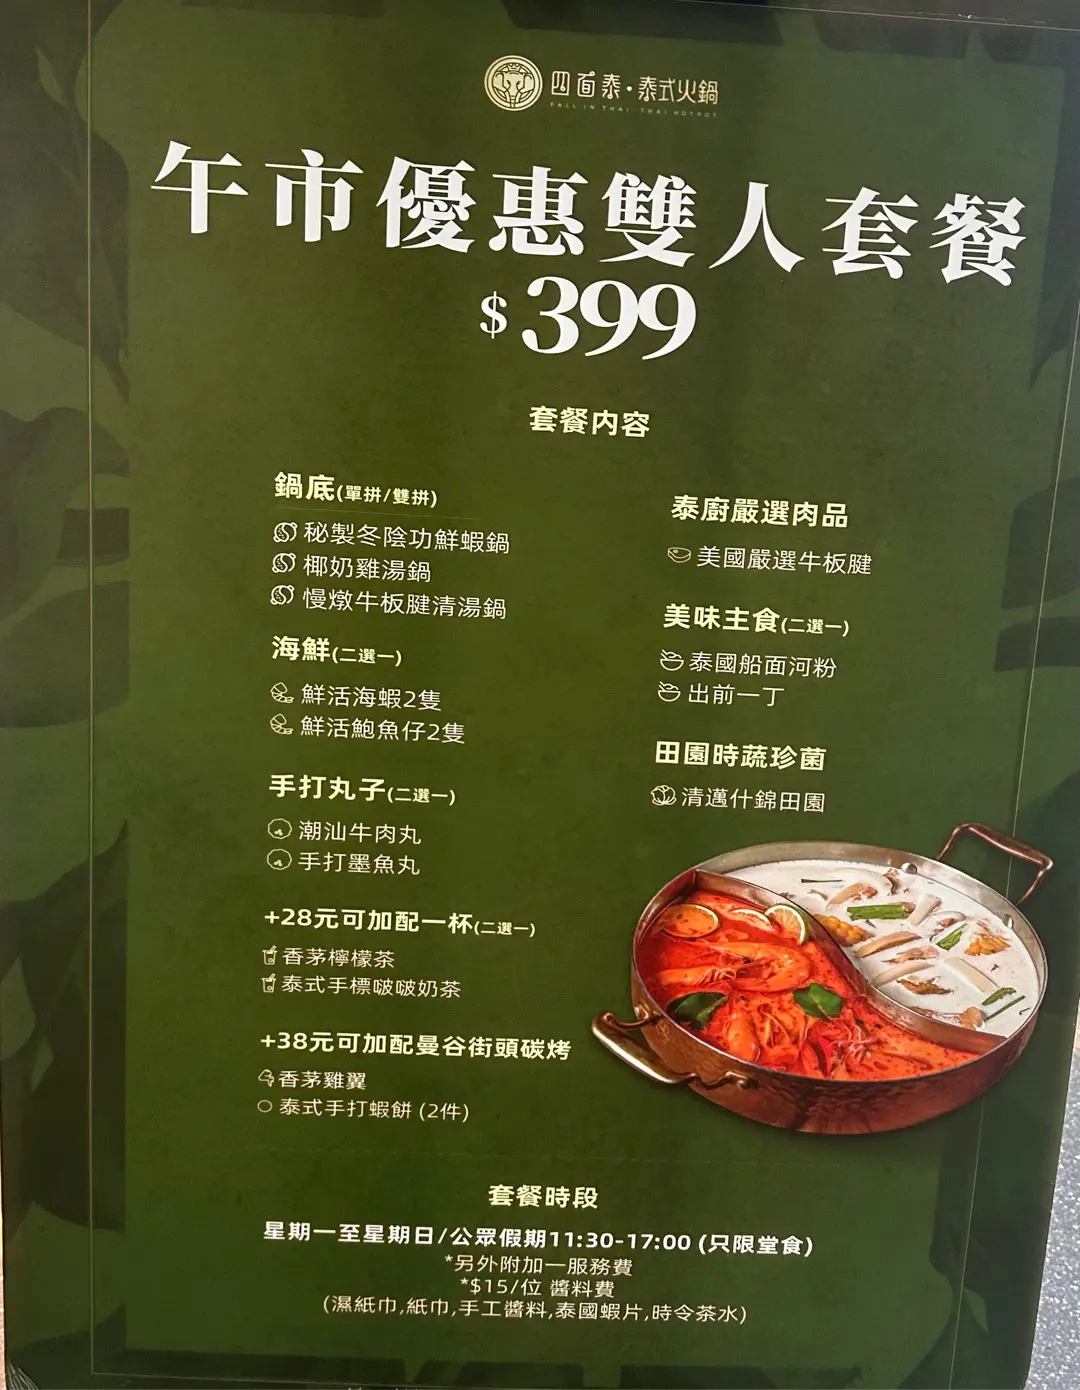 四面泰·泰式火鍋
FALL IN THAI·THAI HOTPOT
午市優惠雙人套餐
$399
套餐内容
鍋底(單拼/雙拼)
秘製冬陰功鮮蝦鍋
椰奶雞湯鍋
慢燉牛板腱清湯鍋
海鮮(二選一)
鮮活海蝦2隻
鮮活鮑魚仔2隻
手打丸子(二選一)
潮汕牛肉丸
手打墨魚丸
+28元可加配一杯(二選一)
香茅檸檬茶
泰式手標啵啵奶茶
+38元可加配曼谷街頭碳烤
香茅雞翼
泰式手打蝦餅 (2件)
泰廚嚴選肉品
美國嚴選牛板腱
美味主食(二選一)
泰國船面河粉
出前一丁
田園時蔬珍菌
清邁什錦田園
套餐時段
星期一至星期日/公眾假期11:30-17:00 (只限堂食)
*另外附加一服務費
*$15/位 醬料費
(濕紙巾,紙巾,手工醬料,泰國蝦片,時令茶水)